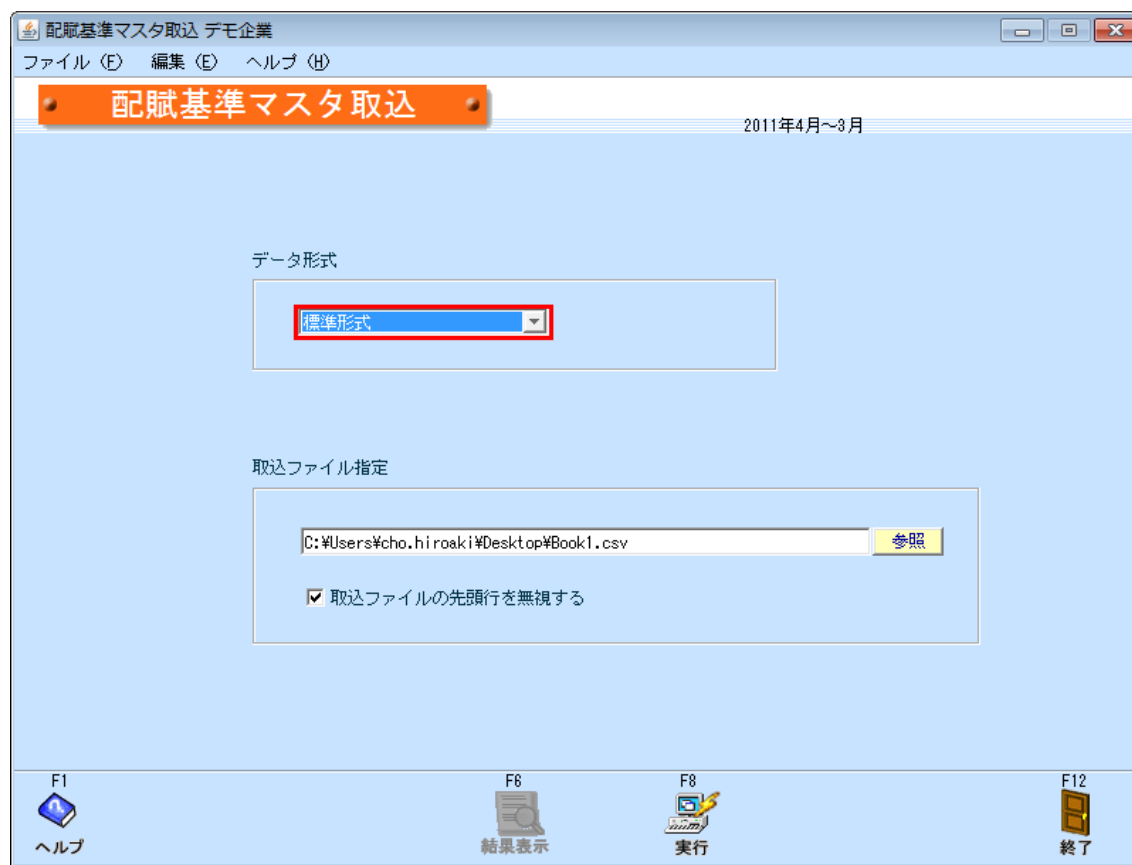 配賦基準マスタ取込 デモ企業
ファイル (F) 編集 (E) ヘルプ (H)
配賦基準マスタ取込
2011年4月～3月
データ形式
標準形式
取込ファイル指定
C:¥Users¥cho.hiroaki¥Desktop¥Book1.csv 参照
取込ファイルの先頭行を無視する
F1 F6 F8 F12
ヘルプ 結果表示 実行 終了